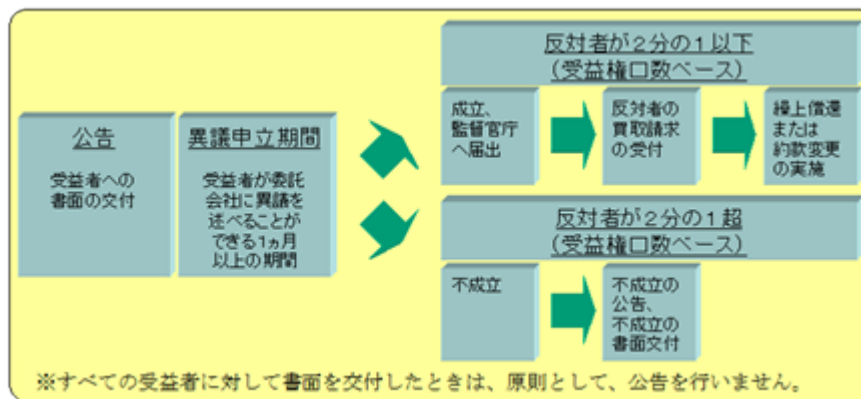 公告
受益者への
書面の交付
異議申立期間
受益者が委託
会社に異議を
述べることが
できる1ヵ月
以上の期間
反対者が2分の1以下
(受益権口数ベース)
成立、
監督官庁
へ届出
反対者の
買取請求
の受付
繰上償還
または
約款変更
の実施
反対者が2分の1超
(受益権口数ベース)
不成立
不成立の
公告、
不成立の
書面交付
※すべての受益者に対して書面を交付したときは、原則として、公告を行いません。